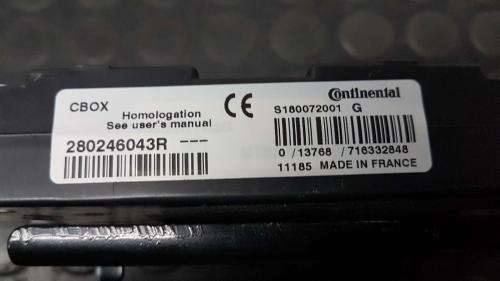 CBOX
Homologation
See user's manual
280246043R ---
CE
Continental
S180072001 G
0 /13768 /716332848
11185 MADE IN FRANCE